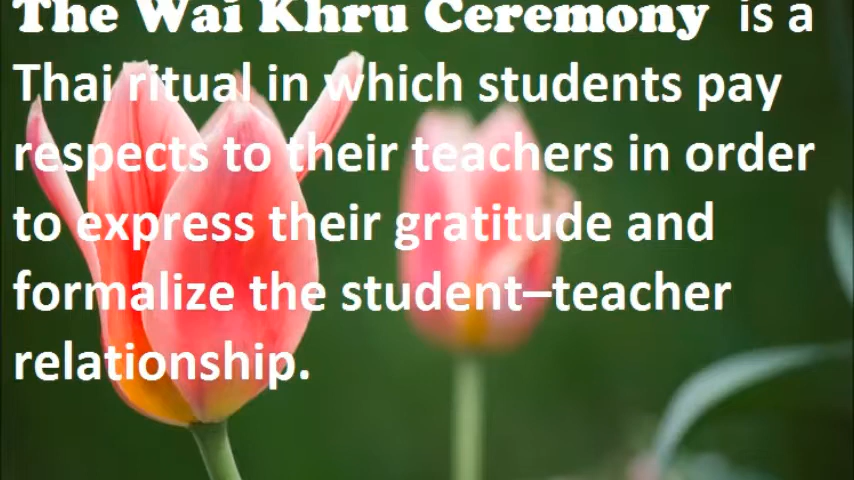 The Wai Khru Ceremony is a
Thai ritual in which students pay
respects to their teachers in order
to express their gratitude and
formalize the student–teacher
relationship.